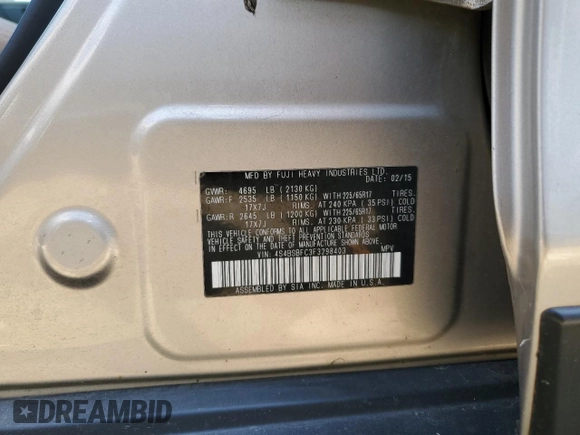 MFD BY FUJI HEAVY INDUSTRIES LTD.
DATE: 02/15
GVWR: 4695 LB (2130 KG)
GAWR:F 2535 LB (1150 KG) WITH 225/65R17 TIRES.
17X7J RIMS. AT 240 KPA (35 PSI) COLD
GAWR:R 2645 LB (1200 KG) WITH 225/65R17 TIRES.
17X7J RIMS. AT 230 KPA (33 PSI) COLD
THIS VEHICLE CONFORMS TO ALL APPLICABLE FEDERAL MOTOR
VEHICLE SAFETY BUMPER, AND THEFT PREVENTION STANDARDS
IN EFFECT ON THE DATE OF MANUFACTURE SHOWN ABOVE.
VIN: 4S4BSBFC3F3298403 MPV
ASSEMBLED BY SIA INC. MADE IN U.S.A.
DREAMBID